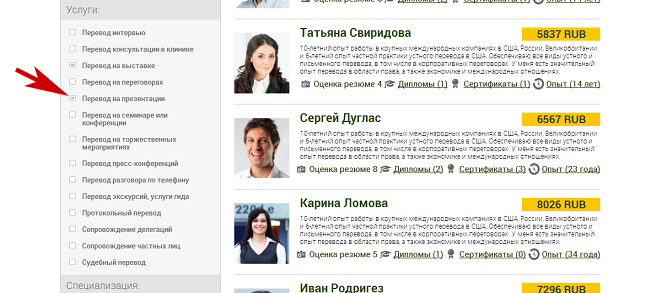 Услуги:
Перевод интервью
Перевод консультации в клинике
Перевод на выставке
Перевод на переговорах
Перевод на презентации
Перевод на семинаре или
конференции
Перевод на торжественных
мероприятиях
Перевод пресс-конференций
Перевод разговора по телефону
Перевод экскурсий, услуги гида
Протокольный перевод
Сопровождение делегаций
Сопровождение частных лиц
Судебный перевод
Специализация:
Оценка резюме Дипломы (1) Сертификаты (0) Опыт
Татьяна Свиридова 5837 RUB
10-летний опыт работы в крупных международных компаниях в США, России, Великобритании
и 6-летний опыт частной практики устного перевода в США. Обеспечиваю все виды устного и
письменного перевода, в том числе в корпоративных переговорах. У меня есть значительный
опыт перевода в области права, а также экономике и международных отношениях.
Оценка резюме 4 Дипломы (1) Сертификаты (1) Опыт (14 лет)
Сергей Дуглас 6567 RUB
10-летний опыт работы в крупных международных компаниях в США, России, Великобритании
и 6-летний опыт частной практики устного перевода в США. Обеспечиваю все виды устного и
письменного перевода, в том числе в корпоративных переговорах. У меня есть значительный
опыт перевода в области права, а также экономике и международных отношениях.
Оценка резюме 8 Дипломы (2) Сертификаты (3) Опыт (23 года)
Карина Ломова 8026 RUB
10-летний опыт работы в крупных международных компаниях в США, России, Великобритании
и 6-летний опыт частной практики устного перевода в США. Обеспечиваю все виды устного и
письменного перевода, в том числе в корпоративных переговорах. У меня есть значительный
опыт перевода в области права, а также экономике и международных отношениях.
Оценка резюме 5 Дипломы (1) Сертификаты (0) Опыт (34 года)
Иван Родригез 7296 RUB